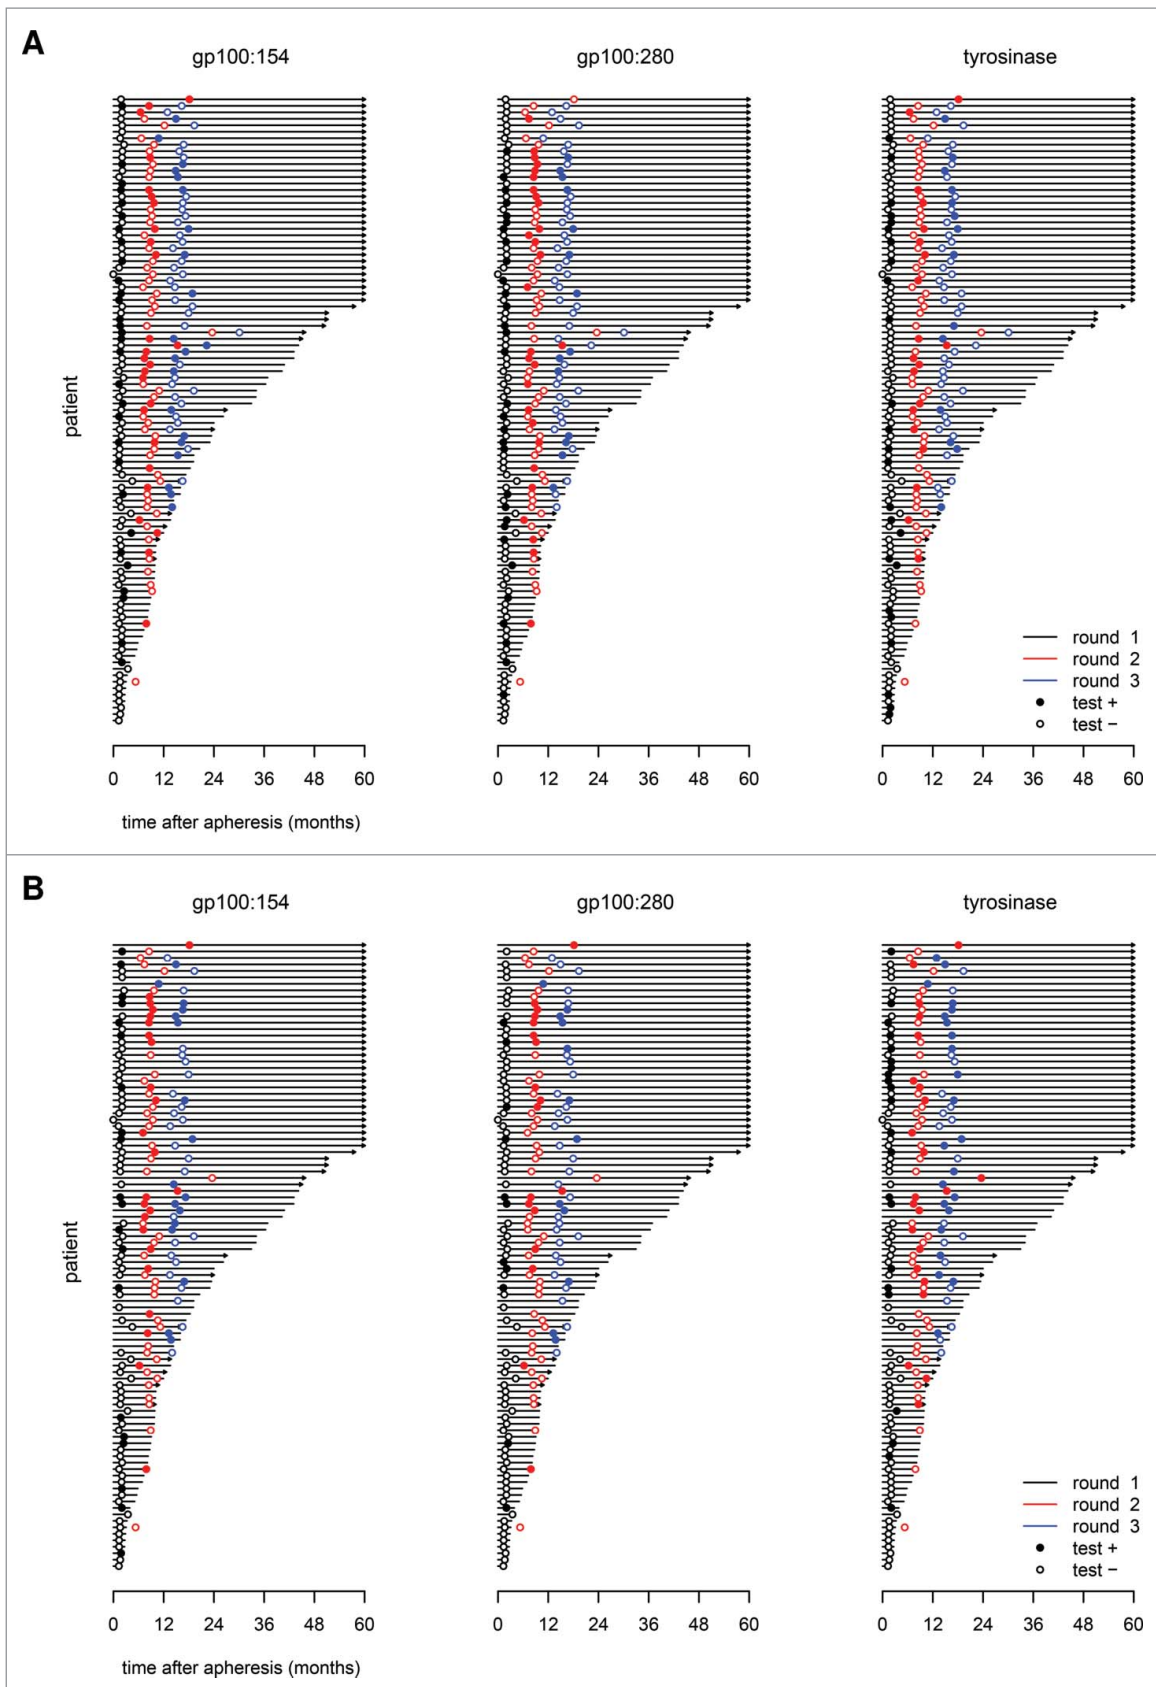 A
gp100:154 gp100:280 tyrosinase
patient
round 1
round 2
round 3
test +
test −
0 12 24 36 48 60 0 12 24 36 48 60 0 12 24 36 48 60
time after apheresis (months)
B
gp100:154 gp100:280 tyrosinase
patient
round 1
round 2
round 3
test +
test −
0 12 24 36 48 60 0 12 24 36 48 60 0 12 24 36 48 60
time after apheresis (months)